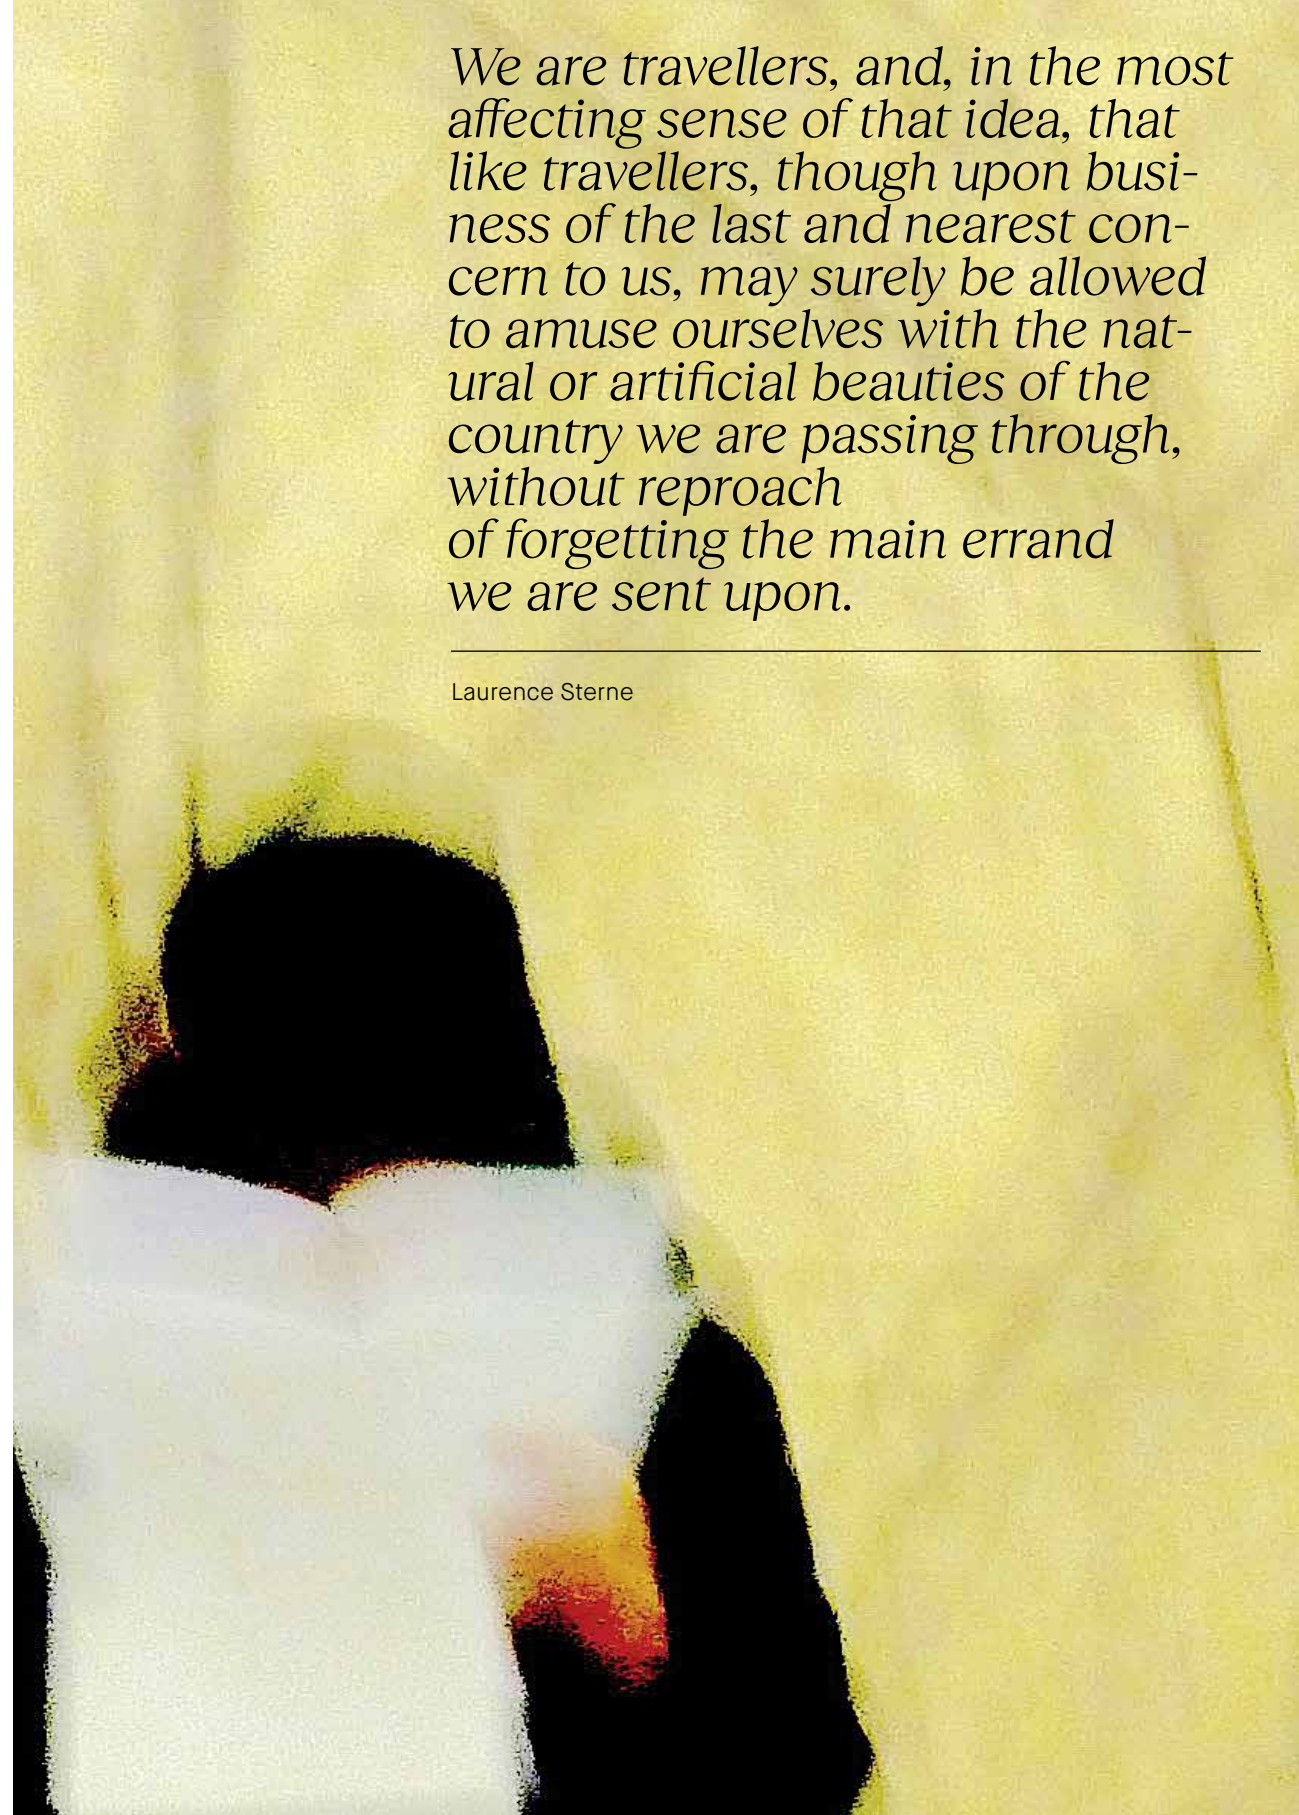 We are travellers, and, in the most
affecting sense of that idea, that
like travellers, though upon busi-
ness of the last and nearest con-
cern to us, may surely be allowed
to amuse ourselves with the nat-
ural or artificial beauties of the
country we are passing through,
without reproach
of forgetting the main errand
we are sent upon.
Laurence Sterne